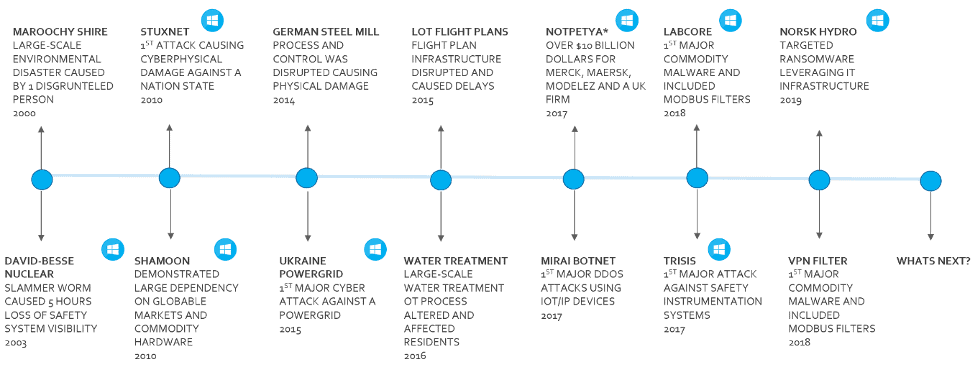 MAROOCHY SHIRE
LARGE-SCALE
ENVIRONMENTAL
DISASTER CAUSED
BY 1 DISGRUNTELED
PERSON
2000
STUXNET
1ST ATTACK CAUSING
CYBERPHYSICAL
DAMAGE AGAINST A
NATION STATE
2010
GERMAN STEEL MILL
PROCESS AND
CONTROL WAS
DISRUPTED CAUSING
PHYSICAL DAMAGE
2014
LOT FLIGHT PLANS
FLIGHT PLAN
INFRASTRUCTURE
DISRUPTED AND
CAUSED DELAYS
2015
NOTPETYA*
OVER $10 BILLION
DOLLARS FOR
MERCK, MAERSK,
MODELEZ AND A UK
FIRM
2017
LABCORE
1ST MAJOR
COMMODITY
MALWARE AND
INCLUDED
MODBUS FILTERS
2018
NORSK HYDRO
TARGETED
RANSOMWARE
LEVERAGING IT
INFRASTRUCTURE
2019
DAVID-BESSE
NUCLEAR
SLAMMER WORM
CAUSED 5 HOURS
LOSS OF SAFETY
SYSTEM VISIBILITY
2003
SHAMOON
DEMONSTRATED
LARGE DEPENDENCY
ON GLOBABLE
MARKETS AND
COMMODITY
HARDWARE
2010
UKRAINE
POWERGRID
1ST MAJOR CYBER
ATTACK AGAINST A
POWERGRID
2015
WATER TREATMENT
LARGE-SCALE
WATER TREATMENT
OT PROCESS
ALTERED AND
AFFECTED
RESIDENTS
2016
MIRAI BOTNET
1ST MAJOR DDOS
ATTACKS USING
IOT/IP DEVICES
2017
TRISIS
1ST MAJOR ATTACK
AGAINST SAFETY
INSTRUMENTATION
SYSTEMS
2017
VPN FILTER
1ST MAJOR
COMMODITY
MALWARE AND
INCLUDED
MODBUS FILTERS
2018
WHATS NEXT?